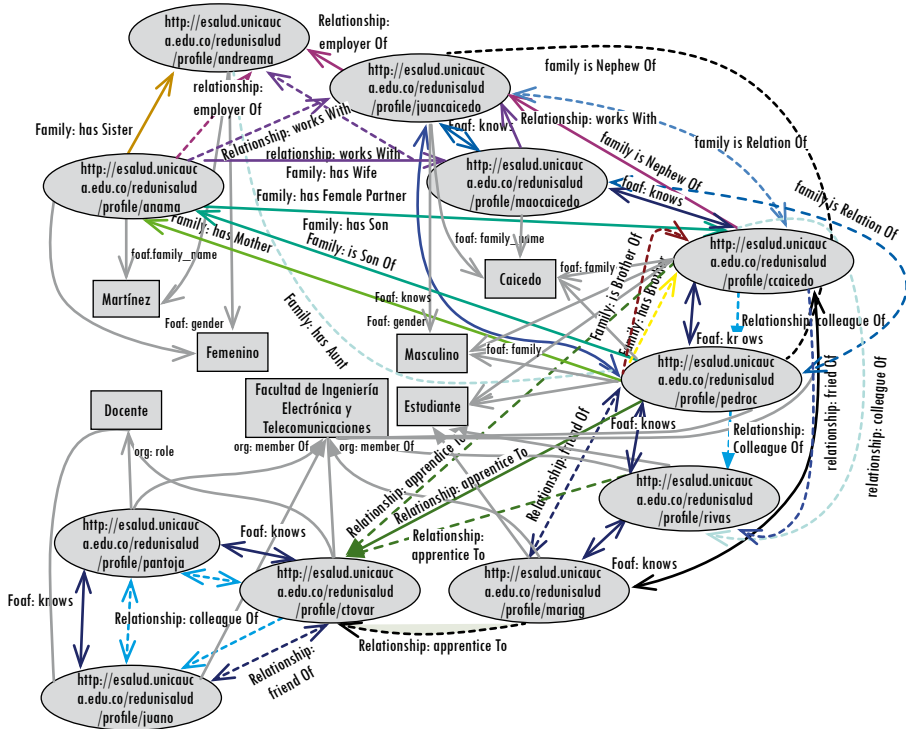 http://esalud.unicauc
a.edu.co/redunisalud
/profile/andreama
Relationship:
employer Of
http://esalud.unicauc
a.edu.co/redunisalud
/profile/juancaicedo
family is Nephew Of
relationship:
employer Of
Family: has Sister
Relationship: works With
Foaf: knows
Relationship: works With
family is Relation Of
relationship: works With
Family: has Wife
Family: has Female Partner
http://esalud.unicauc
a.edu.co/redunisalud
/profile/anama
http://esalud.unicauc
a.edu.co/redunisalud
/profile/maocaicedo
family is Nephew Of
Foaf: knows
family is Relation Of
Family: has Mother
Family: has Son
Family: is Son Of
foaf.family_name
foaf: family_name
http://esalud.unicauc
a.edu.co/redunisalud
/profile/ccaicedo
Martínez
Caicedo
foaf: family
Family: is Brother Of
Family: has Brother
Foaf: knows
Foaf: gender
Foaf: gender
Femenino
Family: has Aunt
Masculino
foaf: family
Relationship: colleague Of
Foaf: kr ows
http://esalud.unicauc
a.edu.co/redunisalud
/profile/pedroc
relationship: fried Of
relationship: colleague Of
Docente
Facultad de Ingeniería
Electrónica y
Telecomunicaciones
Estudiante
org: role
org: member Of
org: member Of
Foaf: knows
Relationship:
Colleague Of
Relationship: apprendice To
Relationship: apprentice To
Relationship: friend Of
http://esalud.unicauc
a.edu.co/redunisalud
/profile/rivas
http://esalud.unicauc
a.edu.co/redunisalud
/profile/pantoja
Foaf: knows
Relationship:
apprentice To
Foaf: knows
Foaf: knows
http://esalud.unicauc
a.edu.co/redunisalud
/profile/ctovar
http://esalud.unicauc
a.edu.co/redunisalud
/profile/mariag
Relationship: colleague Of
Relationship: apprentice To
Relationship:
friend Of
http://esalud.unicauc
a.edu.co/redunisalud
/profile/juano